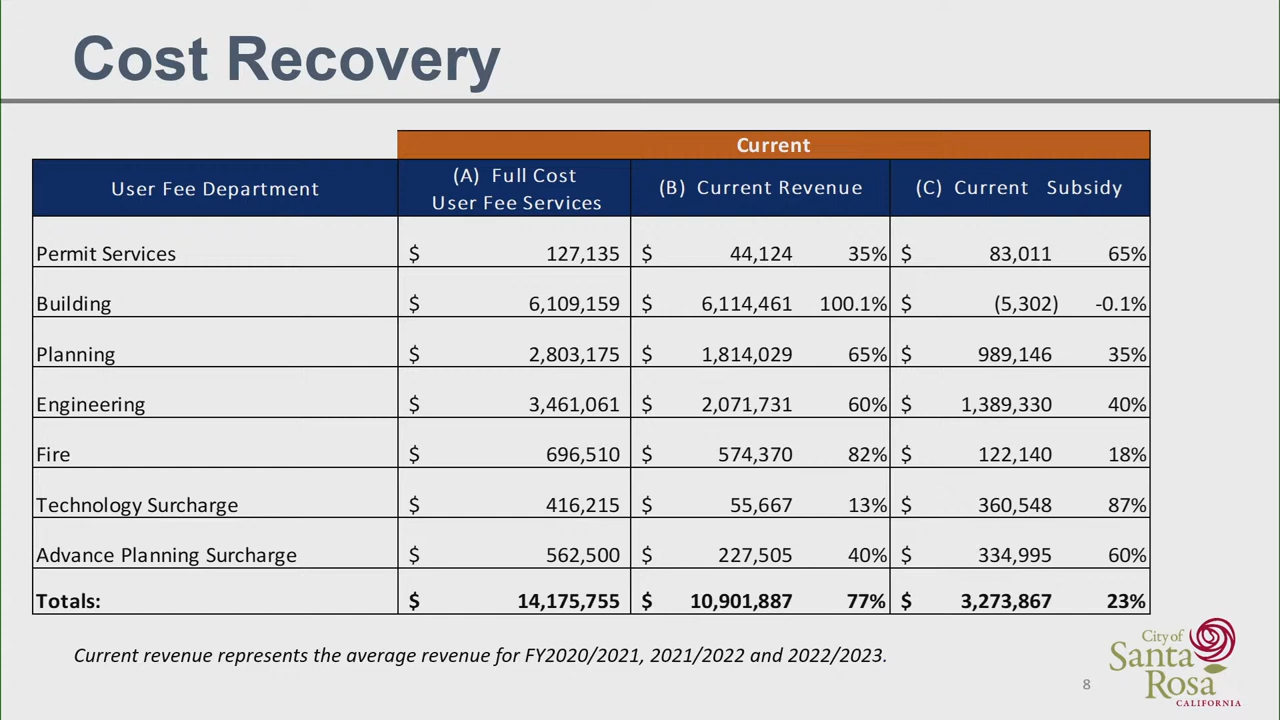 Cost Recovery
Current
User Fee Department (A) Full Cost User Fee Services (B) Current Revenue (C) Current Subsidy
Permit Services $ 127,135 $ 44,124 35% $ 83,011 65%
Building $ 6,109,159 $ 6,114,461 100.1% $ (5,302) -0.1%
Planning $ 2,803,175 $ 1,814,029 65% $ 989,146 35%
Engineering $ 3,461,061 $ 2,071,731 60% $ 1,389,330 40%
Fire $ 696,510 $ 574,370 82% $ 122,140 18%
Technology Surcharge $ 416,215 $ 55,667 13% $ 360,548 87%
Advance Planning Surcharge $ 562,500 $ 227,505 40% $ 334,995 60%
Totals: $ 14,175,755 $ 10,901,887 77% $ 3,273,867 23%
Current revenue represents the average revenue for FY2020/2021, 2021/2022 and 2022/2023.
8
City of
Santa
Rosa
CALIFORNIA